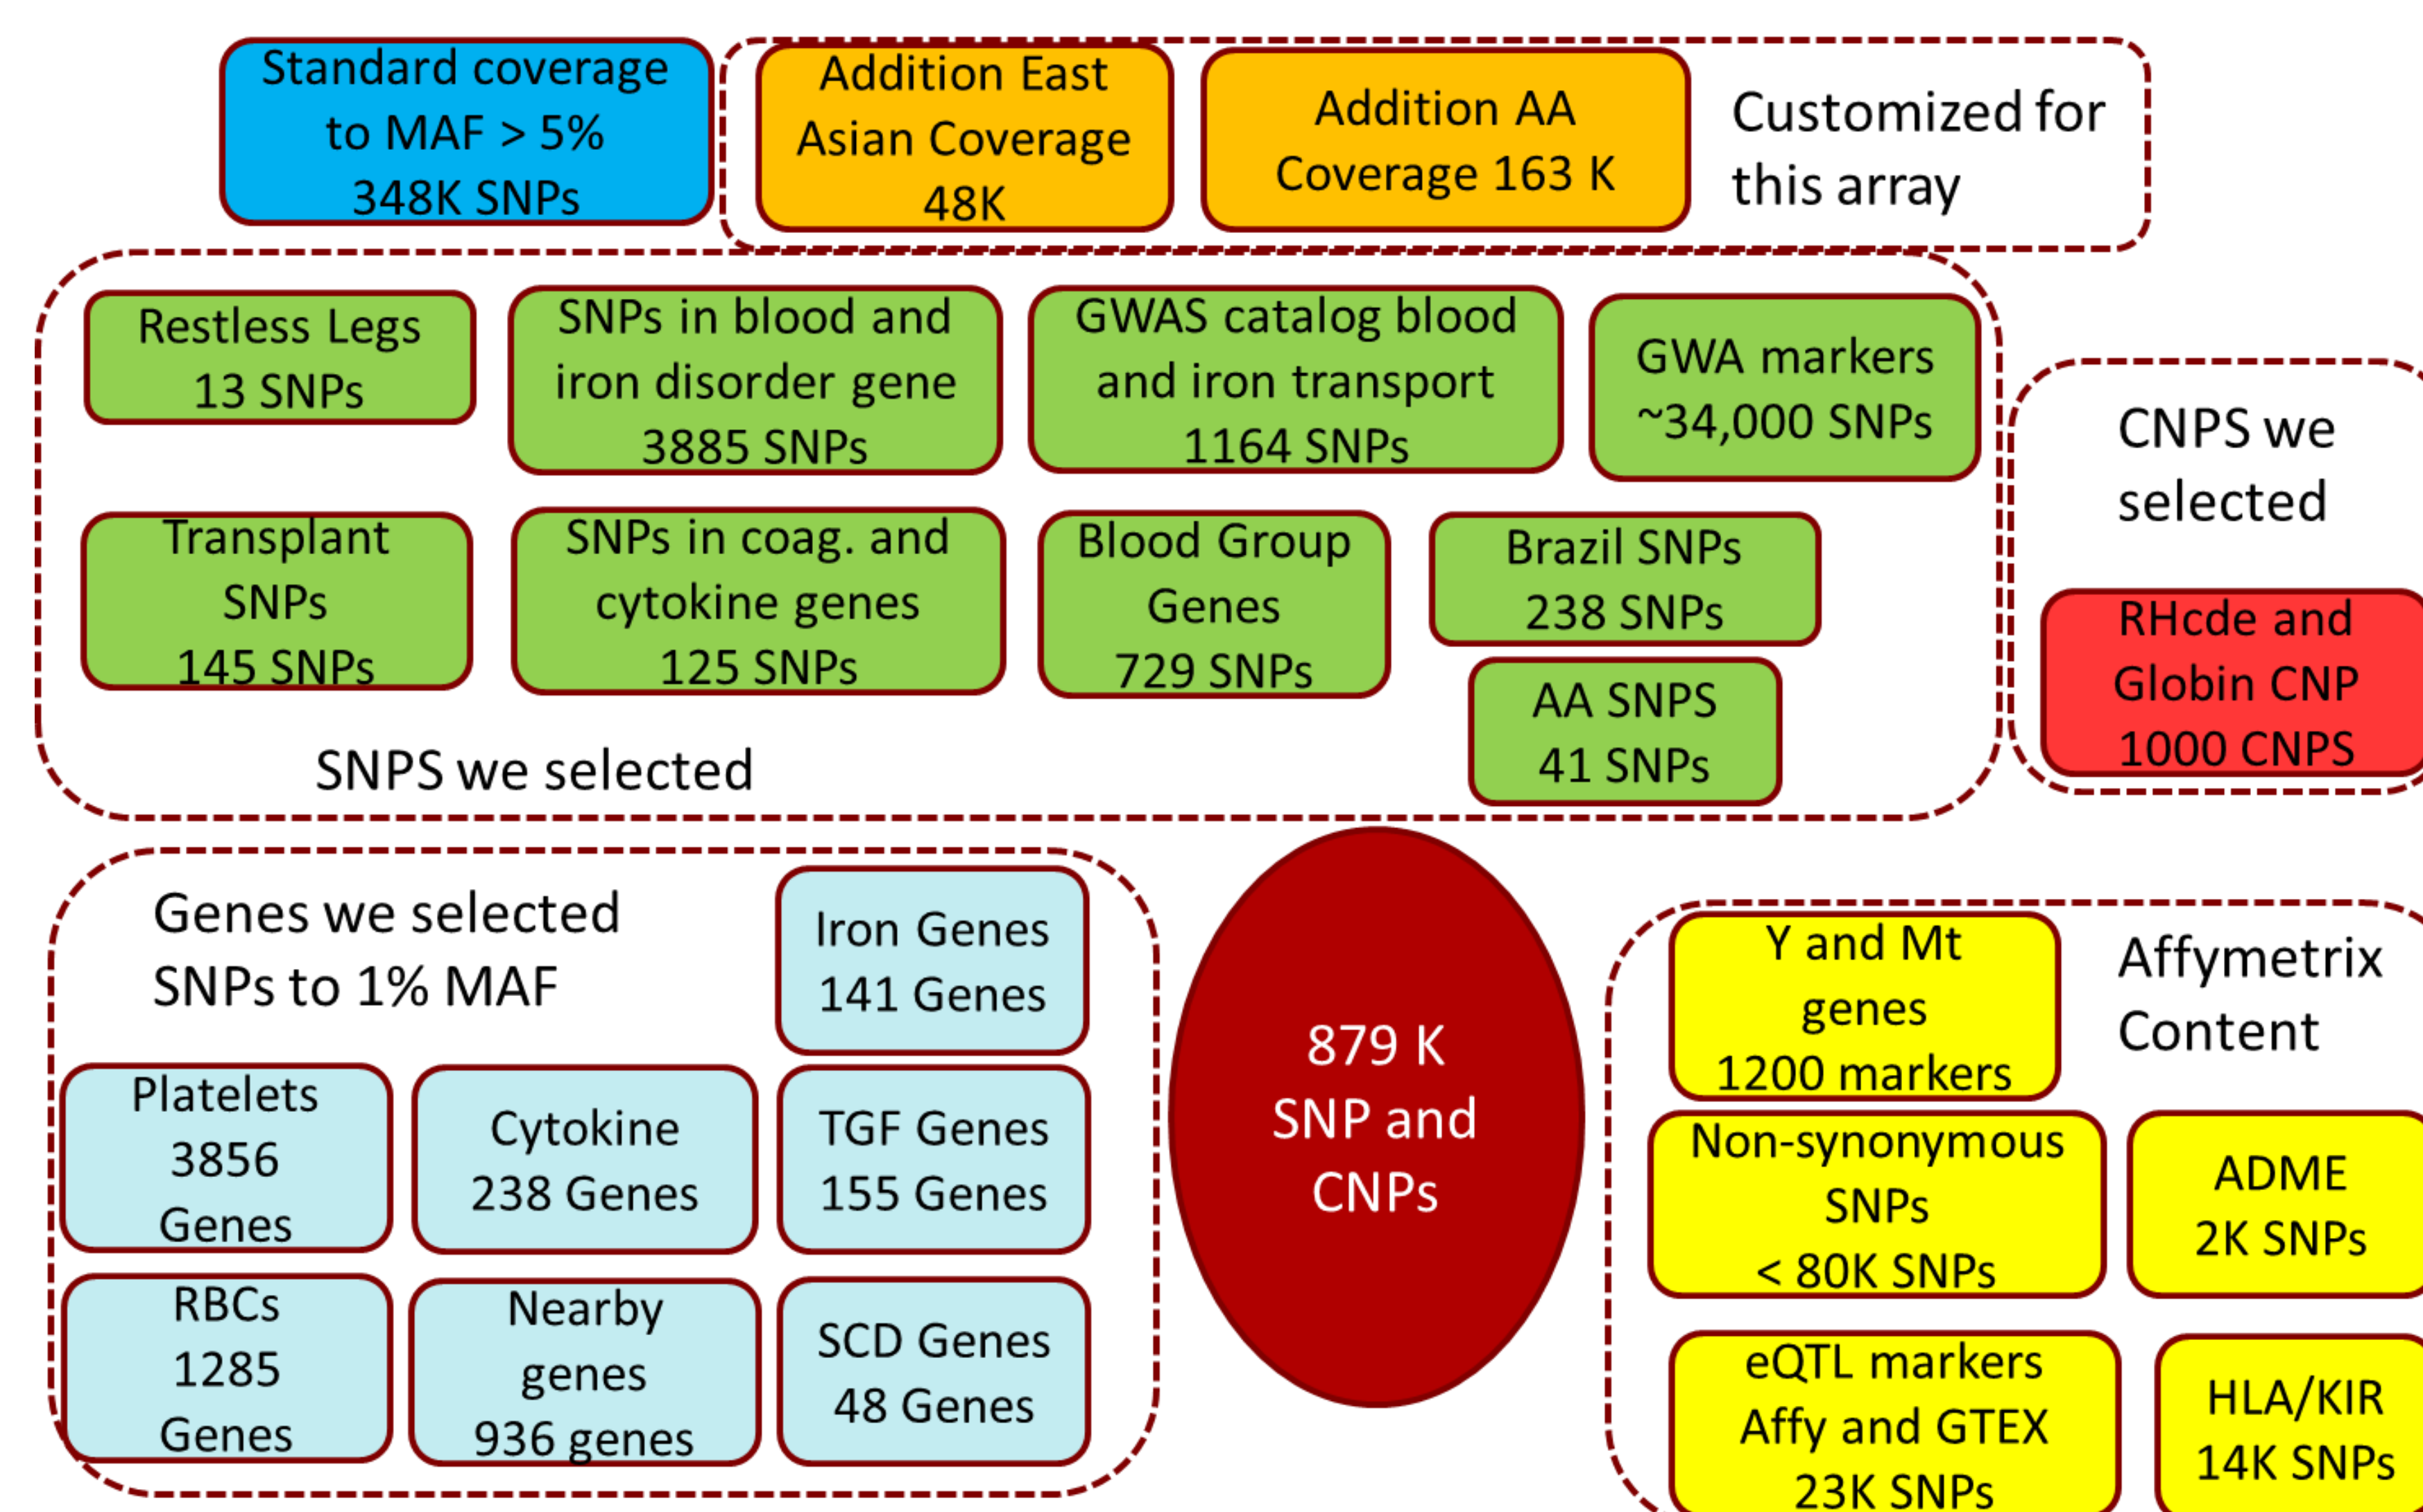 Standard coverage
to MAF > 5%
348K SNPs
Addition East
Asian Coverage
48K
Addition AA
Coverage 163 K
Customized for
this array
Restless Legs
13 SNPs
SNPs in blood and
iron disorder gene
3885 SNPs
GWAS catalog blood
and iron transport
1164 SNPs
GWA markers
~34,000 SNPs
Transplant
SNPs
145 SNPs
SNPs in coag. and
cytokine genes
125 SNPs
Blood Group
Genes
729 SNPs
Brazil SNPs
238 SNPs
AA SNPS
41 SNPs
SNPS we selected
CNPS we
selected
RHcde and
Globin CNP
1000 CNPS
Genes we selected
SNPs to 1% MAF
Iron Genes
141 Genes
Platelets
3856
Genes
Cytokine
238 Genes
TGF Genes
155 Genes
RBCs
1285
Genes
Nearby
genes
936 genes
SCD Genes
48 Genes
879 K
SNP and
CNPs
Y and Mt
genes
1200 markers
Affymetrix
Content
Non-synonymous
SNPs
< 80K SNPs
ADME
2K SNPs
eQTL markers
Affy and GTEX
23K SNPs
HLA/KIR
14K SNPs